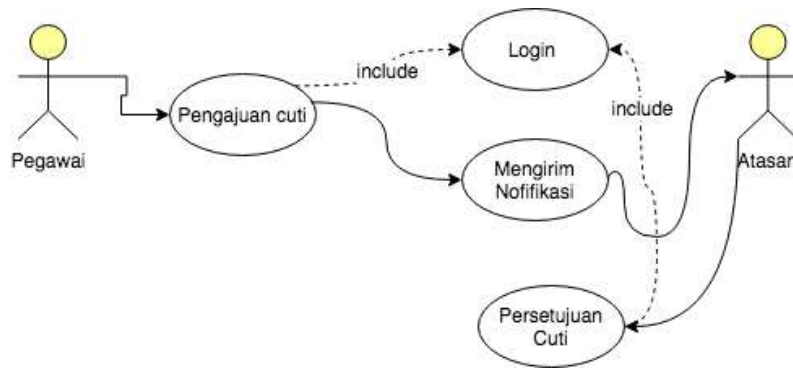 Login
include
Pengajuan cuti
include
Pegawai
Mengirim
Nofifikasi
Atasan
Persetujuan
Cuti